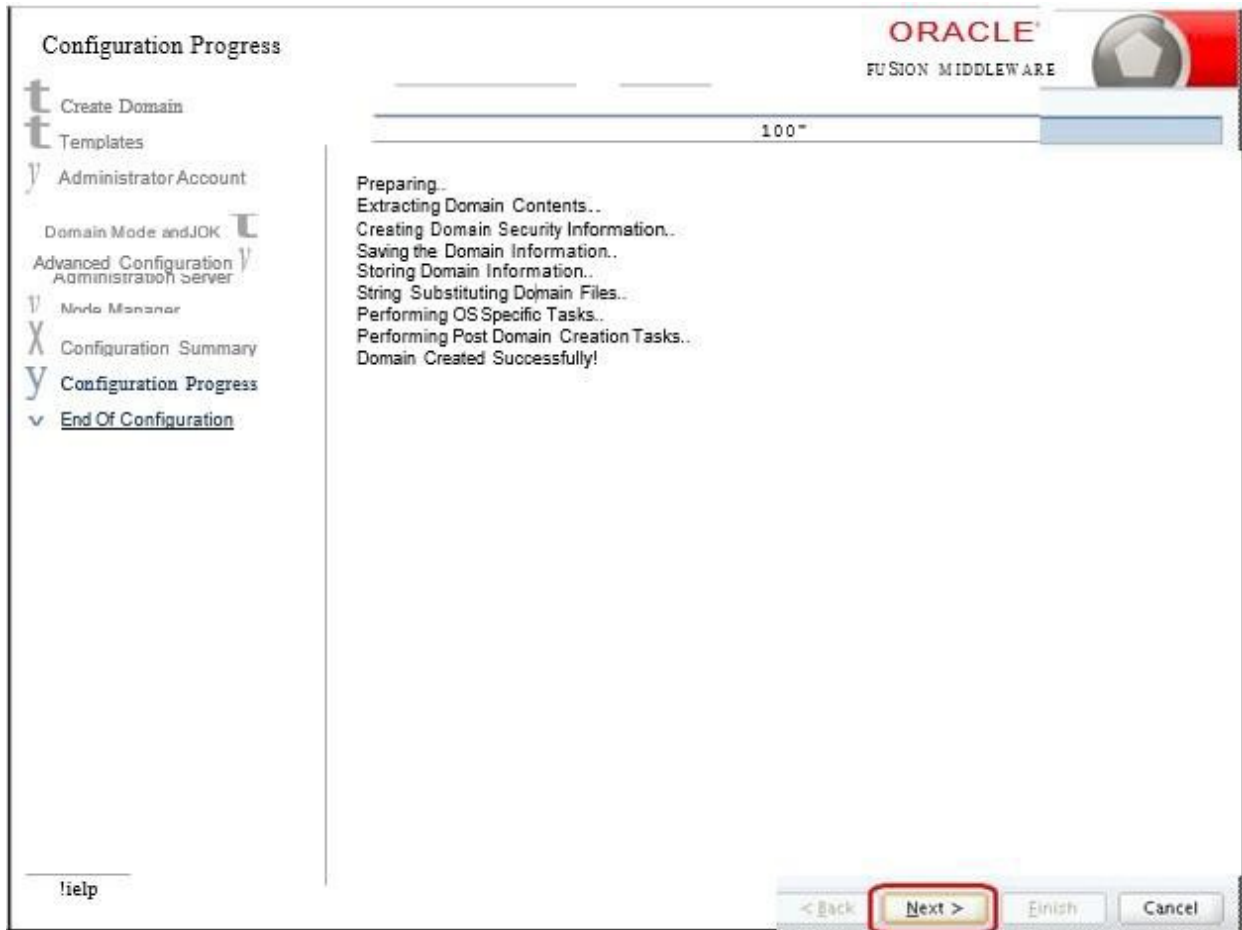 Configuration Progress
ORACLE'
FUSION MIDDLEWARE
t Create Domain
t Templates
y Administrator Account
Domain Mode andJOK t
Advanced Configuration y
Administration Server
v Node Manager
X Configuration Summary
y Configuration Progress
v End Of Configuration
100"
Preparing..
Extracting Domain Contents..
Creating Domain Security Information..
Saving the Domain Information..
Storing Domain Information..
String Substituting Domain Files..
Performing OS Specific Tasks..
Performing Post Domain Creation Tasks..
Domain Created Successfully!
!ielp
< Back
Next >
Finish
Cancel